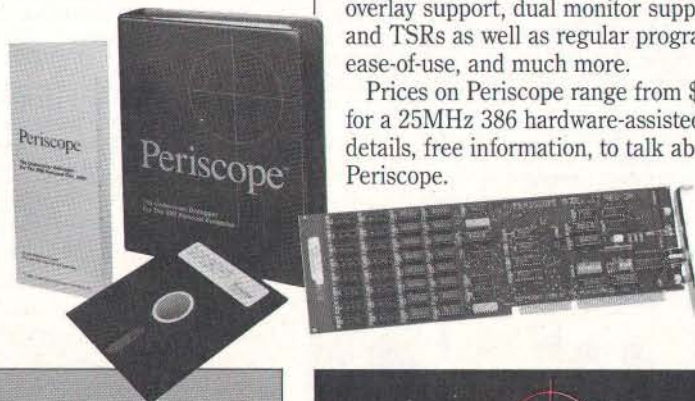 overlay support, dual monitor supp
and TSRs as well as regular progra
ease-of-use, and much more.
Prices on Periscope range from $
for a 25MHz 386 hardware-assisted
details, free information, to talk ab
Periscope.
Periscope
Periscope